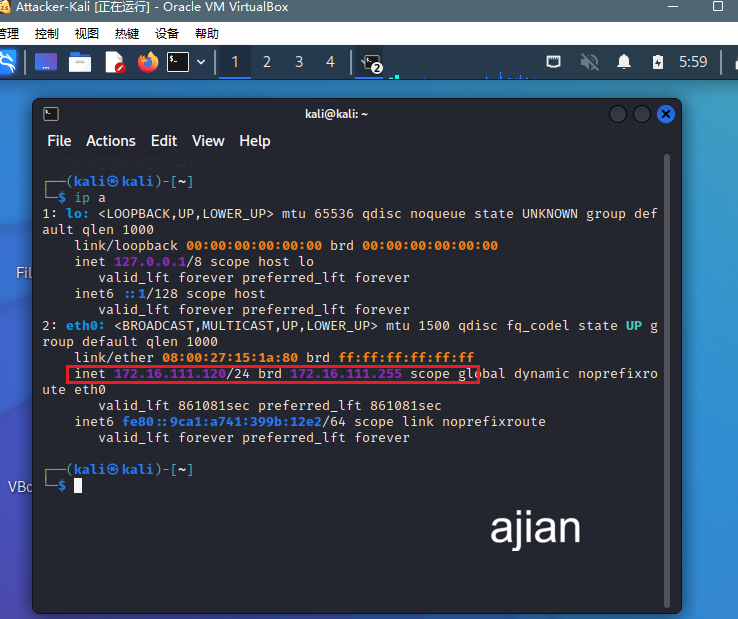 Attacker-Kali [正在运行] - Oracle VM VirtualBox
管理 控制 视图 热键 设备 帮助
1 2 3 4 2 5:59
kali@kali: ~
File Actions Edit View Help
┌──(kali㉿kali)-[~]
└─$ ip a
1: lo: <LOOPBACK,UP,LOWER_UP> mtu 65536 qdisc noqueue state UNKNOWN group def
ault qlen 1000
    link/loopback 00:00:00:00:00:00 brd 00:00:00:00:00:00
    inet 127.0.0.1/8 scope host lo
       valid_lft forever preferred_lft forever
    inet6 ::1/128 scope host
       valid_lft forever preferred_lft forever
2: eth0: <BROADCAST,MULTICAST,UP,LOWER_UP> mtu 1500 qdisc fq_codel state UP g
roup default qlen 1000
    link/ether 08:00:27:15:1a:80 brd ff:ff:ff:ff:ff:ff
    inet 172.16.111.120/24 brd 172.16.111.255 scope global dynamic noprefixro
ute eth0
       valid_lft 861081sec preferred_lft 861081sec
    inet6 fe80::9ca1:a741:399b:12e2/64 scope link noprefixroute
       valid_lft forever preferred_lft forever
┌──(kali㉿kali)-[~]
└─$
Fil
VBo
ajian